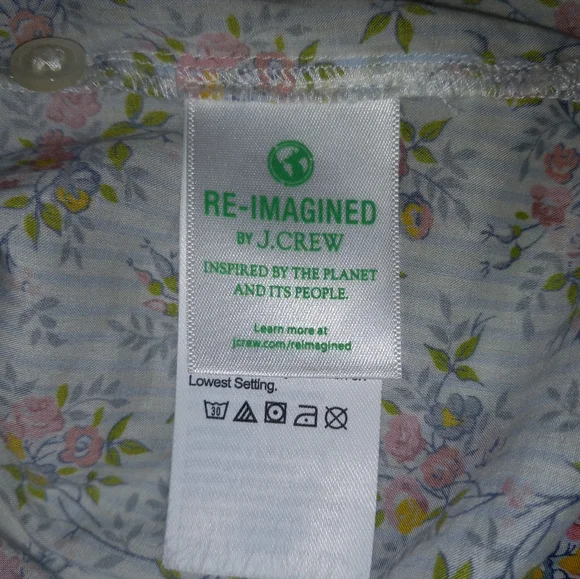 RE-IMAGINED
BY J.CREW
INSPIRED BY THE PLANET
AND ITS PEOPLE.
Learn more at
jcrew.com/reimagined
Lowest Setting.
30